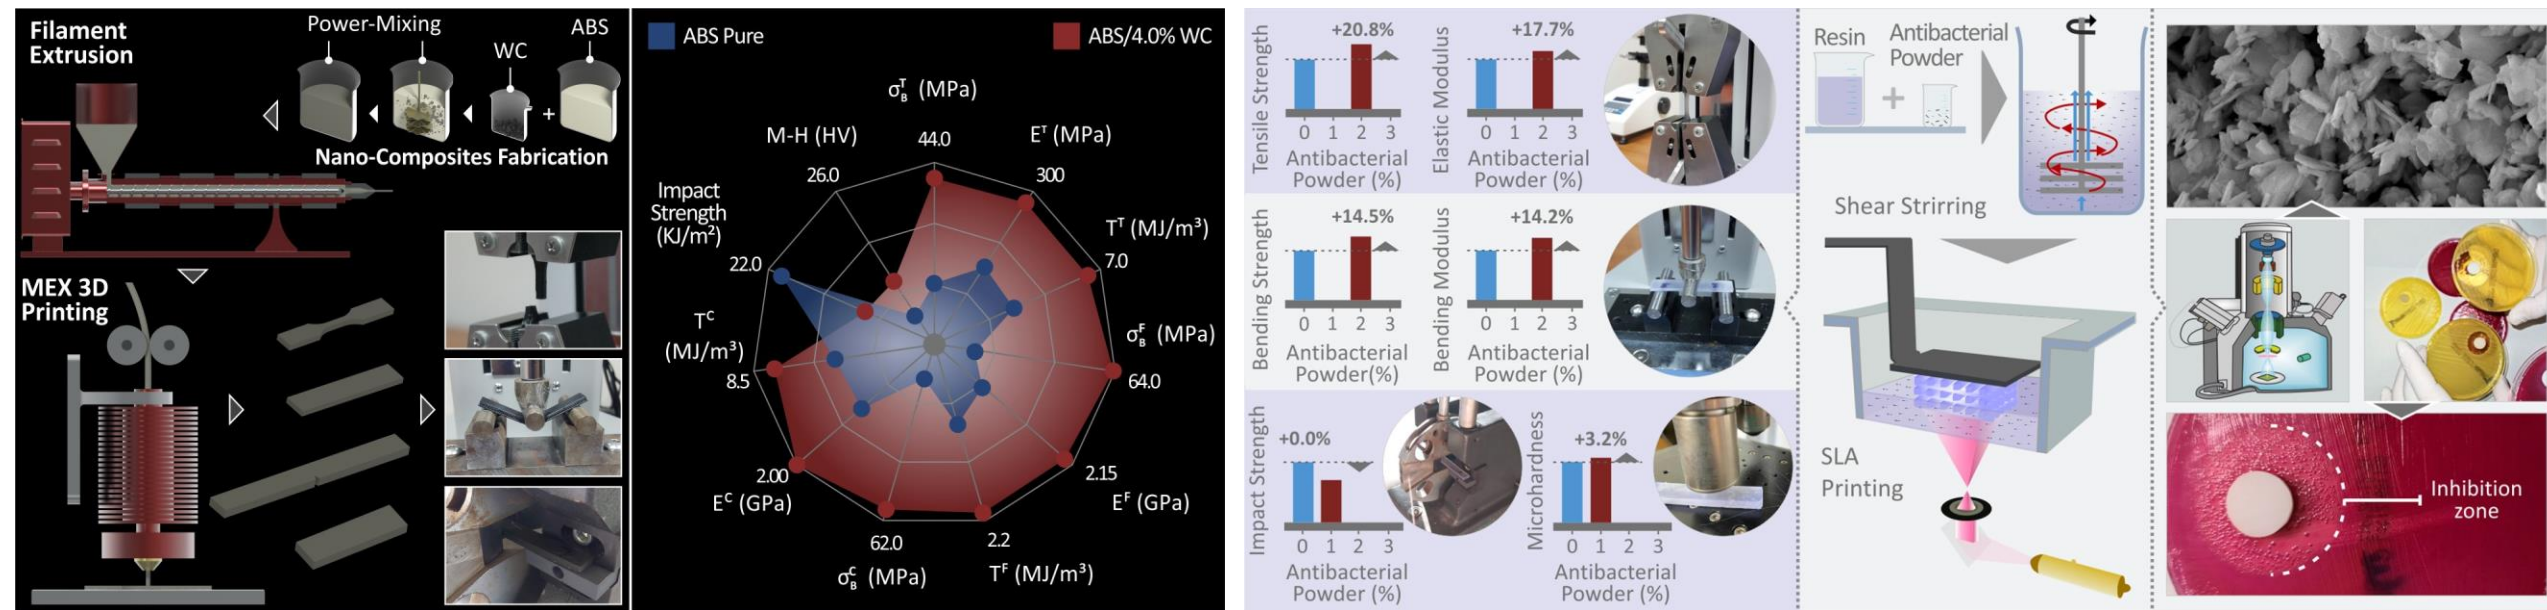 Filament
Extrusion
Power-Mixing
WC
ABS
+
Nano-Composites Fabrication
MEX 3D
Printing
ABS Pure
ABS/4.0% WC
σ_B^T (MPa)
44.0
E^T (MPa)
300
T^T (MJ/m³)
7.0
σ_B^F (MPa)
64.0
2.15
E^F (GPa)
2.2
T^F (MJ/m³)
62.0
σ_B^C (MPa)
2.00
E^C (GPa)
T^C
(MJ/m³)
8.5
Impact
Strength
(KJ/m²)
22.0
M-H (HV)
26.0
Tensile Strength
+20.8%
0 1 2 3
Antibacterial
Powder (%)
Elastic Modulus
+17.7%
0 1 2 3
Antibacterial
Powder (%)
Bending Strength
+14.5%
0 1 2 3
Antibacterial
Powder(%)
Bending Modulus
+14.2%
0 1 2 3
Antibacterial
Powder (%)
Impact Strength
+0.0%
0 1 2 3
Antibacterial
Powder (%)
Microhardness
+3.2%
0 1 2 3
Antibacterial
Powder (%)
Resin
+
Antibacterial
Powder
Shear Strirring
SLA
Printing
Inhibition
zone